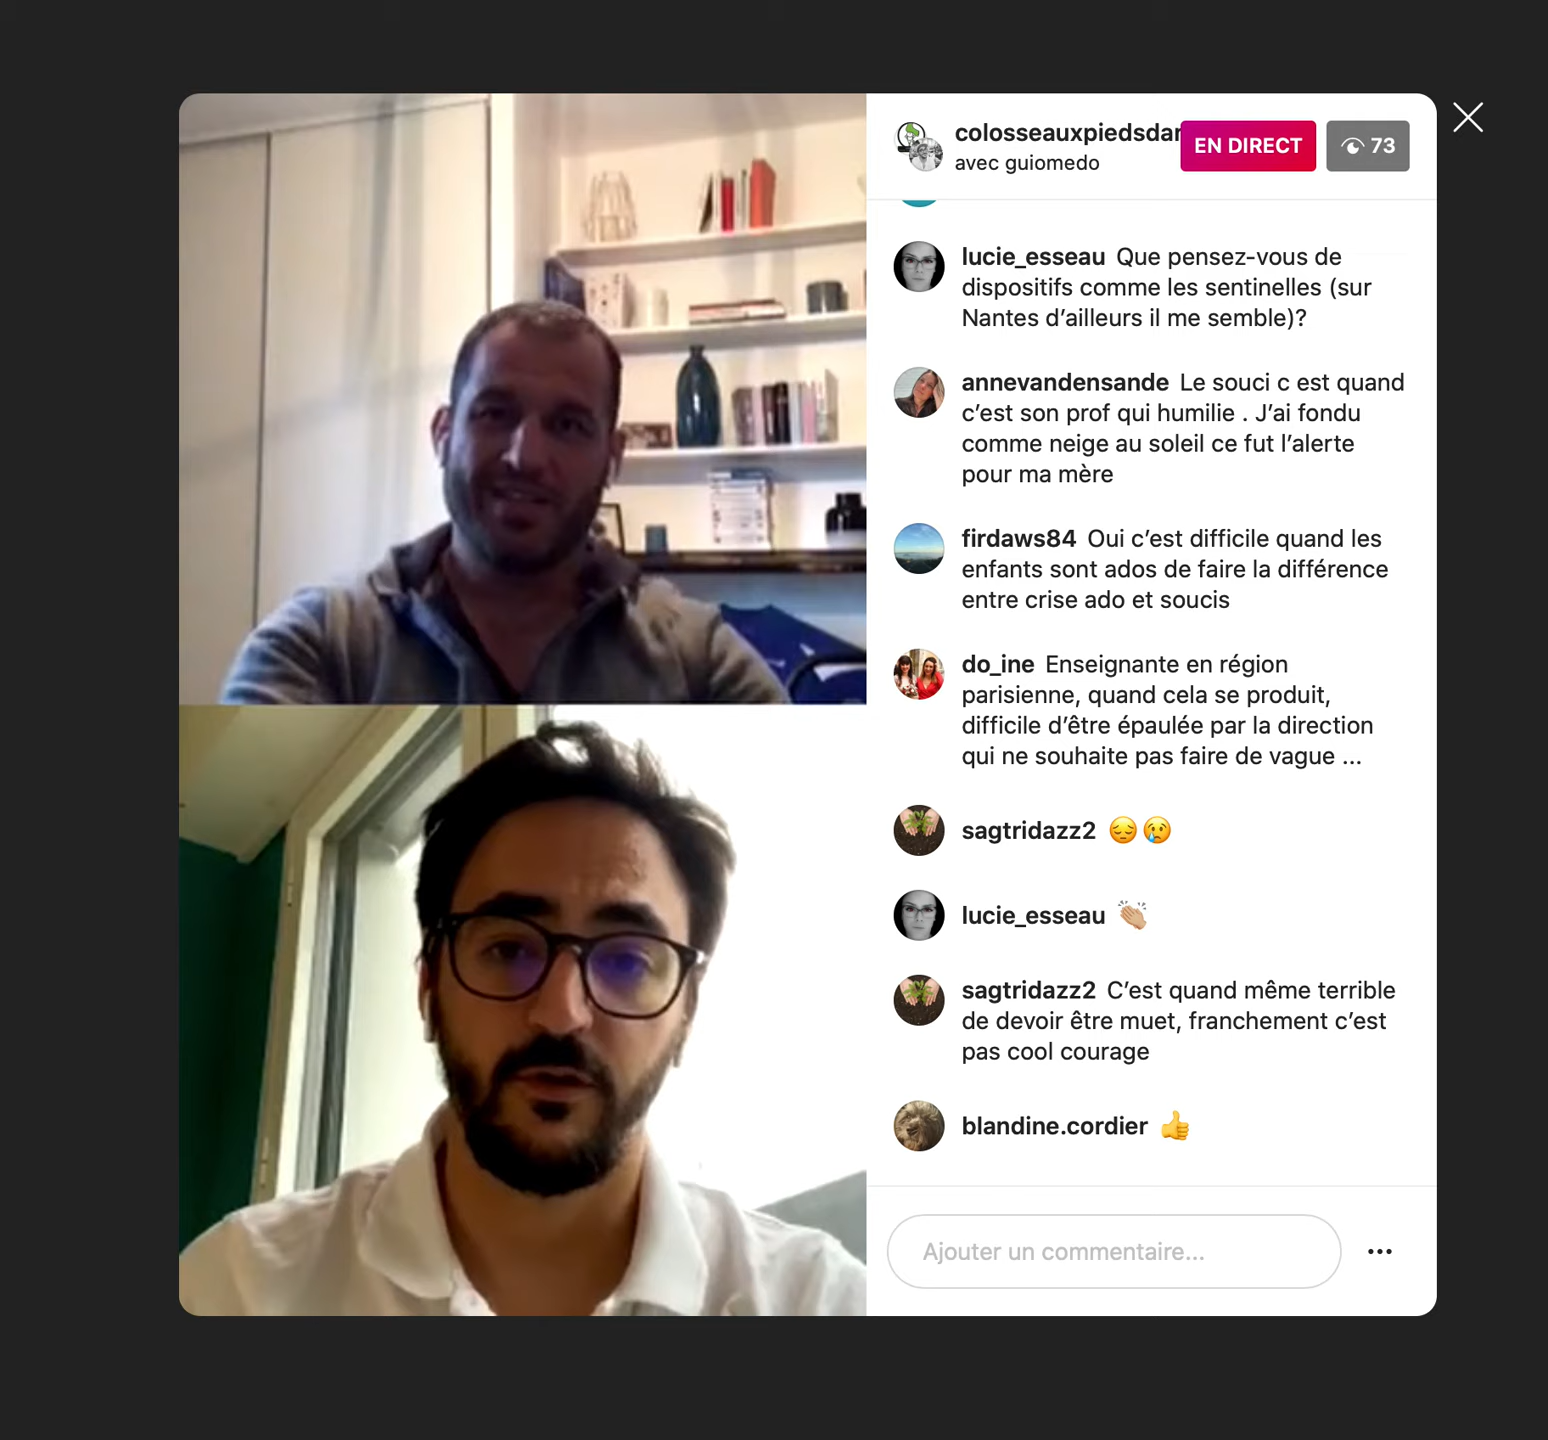 colosseauxpiedsdar
avec guiomedo
EN DIRECT
73
lucie_esseau Que pensez-vous de
dispositifs comme les sentinelles (sur
Nantes d’ailleurs il me semble)?
annevandensande Le souci c est quand
c’est son prof qui humilie . J’ai fondu
comme neige au soleil ce fut l’alerte
pour ma mère
firdaws84 Oui c’est difficile quand les
enfants sont ados de faire la différence
entre crise ado et soucis
do_ine Enseignante en région
parisienne, quand cela se produit,
difficile d’être épaulée par la direction
qui ne souhaite pas faire de vague ...
sagtridazz2 😔😢
lucie_esseau 👏🏼
sagtridazz2 C’est quand même terrible
de devoir être muet, franchement c’est
pas cool courage
blandine.cordier 👍
Ajouter un commentaire...